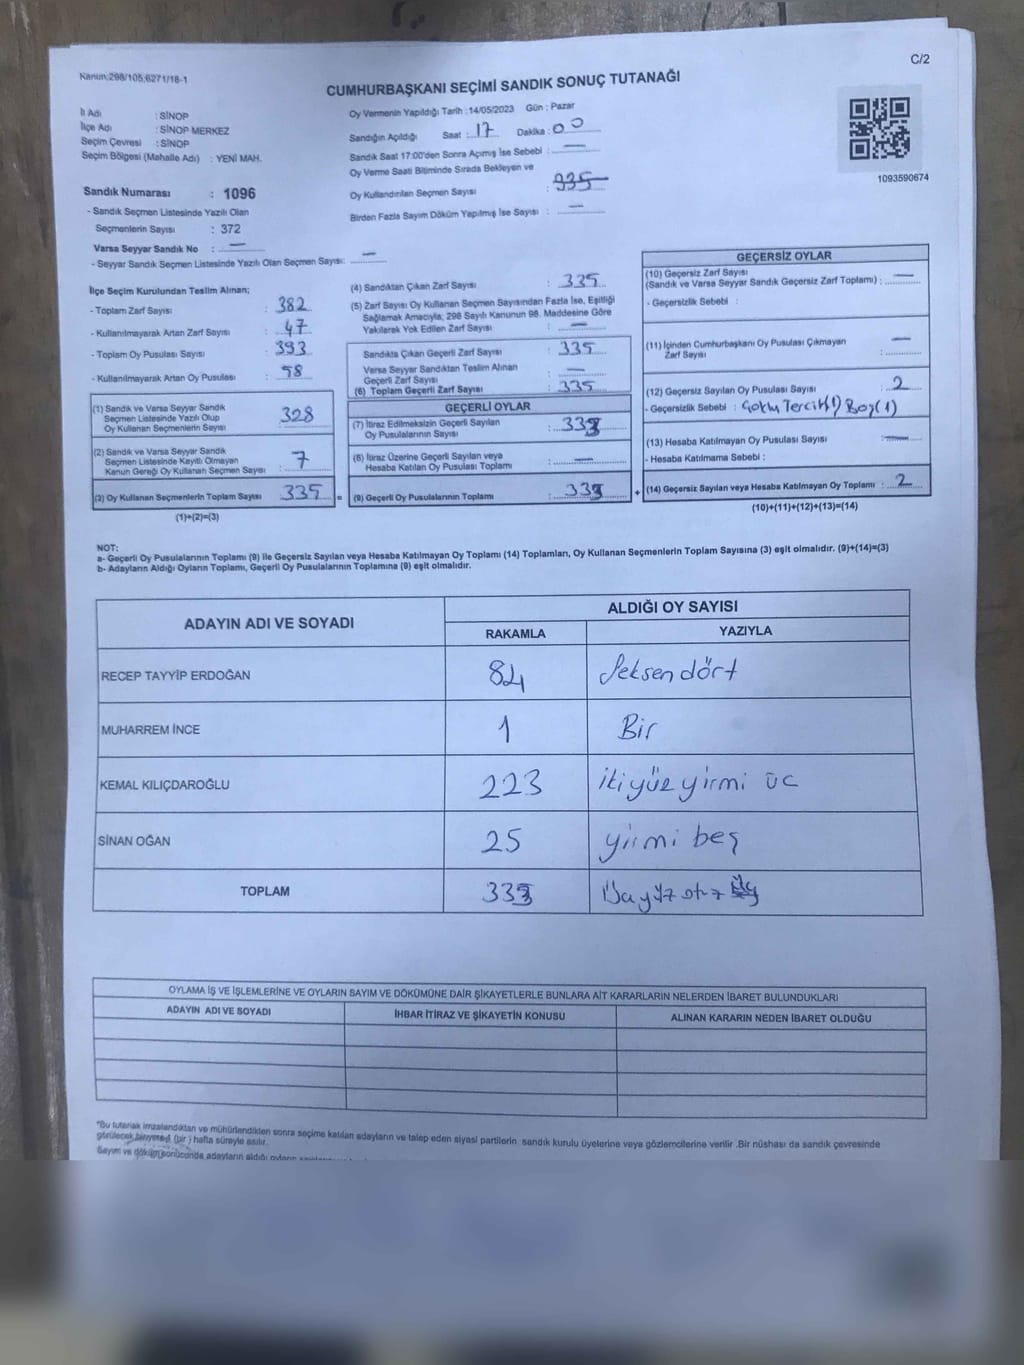 Kanun:298/105,6271/18-1
C/2
CUMHURBAŞKANI SEÇİMİ SANDIK SONUÇ TUTANAĞI
İl Adı : SİNOP
İlçe Adı : SİNOP MERKEZ
Seçim Çevresi : SİNOP
Seçim Bölgesi (Mahalle Adı) : YENİ MAH.
Sandık Numarası : 1096
- Sandık Seçmen Listesinde Yazılı Olan
Seçmenlerin Sayısı : 372
Varsa Seyyar Sandık No : —
- Seyyar Sandık Seçmen Listesinde Yazılı Olan Seçmen Sayısı: —
Oy Vermenin Yapıldığı Tarih :14/05/2023 Gün : Pazar
Sandığın Açıldığı Saat : 17 Dakika : 00
Sandık Saat 17:00'den Sonra Açımış İse Sebebi : —
Oy Verme Saati Bitiminde Sırada Bekleyen ve
Oy Kullandırılan Seçmen Sayısı : 335
Birden Fazla Sayım Döküm Yapılmış İse Sayısı : —
1093590674
İlçe Seçim Kurulundan Teslim Alınan;
- Toplam Zarf Sayısı : 382
- Kullanılmayarak Artan Zarf Sayısı : 47
- Toplam Oy Pusulası Sayısı : 393
- Kullanılmayarak Artan Oy Pusulası : 58
(1) Sandık ve Varsa Seyyar Sandık
Seçmen Listesinde Yazılı Olup
Oy Kullanan Seçmenlerin Sayısı : 328
(2) Sandık ve Varsa Seyyar Sandık
Seçmen Listesinde Kayıtlı Olmayan
Kanun Gereği Oy Kullanan Seçmen Sayısı : 7
(3) Oy Kullanan Seçmenlerin Toplam Sayısı : 335 =
(1)+(2)=(3)
(4) Sandıktan Çıkan Zarf Sayısı : 335
(5) Zarf Sayısı Oy Kullanan Seçmen Sayısından Fazla İse, Eşitliği
Sağlamak Amacıyla, 298 Sayılı Kanunun 98. Maddesine Göre
Yakılarak Yok Edilen Zarf Sayısı : —
Sandıkta Çıkan Geçerli Zarf Sayısı : 335
Varsa Seyyar Sandıktan Teslim Alınan
Geçerli Zarf Sayısı : —
(6) Toplam Geçerli Zarf Sayısı : 335
GEÇERLİ OYLAR
(7) İtiraz Edilmeksizin Geçerli Sayılan
Oy Pusulalarının Sayısı : 333
(8) İtiraz Üzerine Geçerli Sayılan veya
Hesaba Katılan Oy Pusulası Toplamı : —
(9) Geçerli Oy Pusulalarının Toplamı : 333 +
GEÇERSİZ OYLAR
(10) Geçersiz Zarf Sayısı
(Sandık ve Varsa Seyyar Sandık Geçersiz Zarf Toplamı) : —
- Geçersizlik Sebebi :
(11) İçinden Cumhurbaşkanı Oy Pusulası Çıkmayan
Zarf Sayısı : —
(12) Geçersiz Sayılan Oy Pusulası Sayısı : 2
- Geçersizlik Sebebi : Boş(1)
(13) Hesaba Katılmayan Oy Pusulası Sayısı : —
- Hesaba Katılmama Sebebi :
(14) Geçersiz Sayılan veya Hesaba Katılmayan Oy Toplamı : 2
(10)+(11)+(12)+(13)=(14)
NOT:
a- Geçerli Oy Pusulalarının Toplamı (9) ile Geçersiz Sayılan veya Hesaba Katılmayan Oy Toplamı (14) Toplamları, Oy Kullanan Seçmenlerin Toplam Sayısına (3) eşit olmalıdır. (9)+(14)=(3)
b- Adayların Aldığı Oyların Toplamı, Geçerli Oy Pusulalarının Toplamına (9) eşit olmalıdır.
ADAYIN ADI VE SOYADI
ALDIĞI OY SAYISI
RAKAMLA YAZIYLA
RECEP TAYYİP ERDOĞAN 84 Seksen dört
MUHARREM İNCE 1 Bir
KEMAL KILIÇDAROĞLU 223 ikiyüz yirmi üc
SİNAN OĞAN 25 yirmi beş
TOPLAM 333
OYLAMA İŞ VE İŞLEMLERİNE VE OYLARIN SAYIM VE DÖKÜMÜNE DAİR ŞİKAYETLERLE BUNLARA AİT KARARLARIN NELERDEN İBARET BULUNDUKLARI
ADAYIN ADI VE SOYADI İHBAR İTİRAZ VE ŞİKAYETİN KONUSU ALINAN KARARIN NEDEN İBARET OLDUĞU
*Bu tutanak imzalandıktan ve mühürlendikten sonra seçime katılan adayların ve talep eden siyasi partilerin sandık kurulu üyelerine veya gözlemcilerine verilir .Bir nüshası da sandık çevresinde
(bir ) hafta süreyle asılır.
Sayım ve döküm sonucunda adayların aldığı oyların